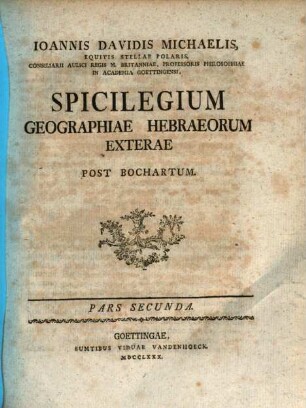 IOANNIS DAVIDIS MICHAELIS,
EQUITIS STELLAE POLARIS,
CONSILIARII AULICI REGIS M. BRITANNIAE, PROFESSORIS PHILOSOPHIAE
IN ACADEMIA GOETTINGENSI,
SPICILEGIUM
GEOGRAPHIAE HEBRAEORUM
EXTERAE
POST BOCHARTUM.
PARS SECUNDA.
GOETTINGAE,
SUMTIBUS VIDUAE VANDENHOECK.
MDCCLXXX.